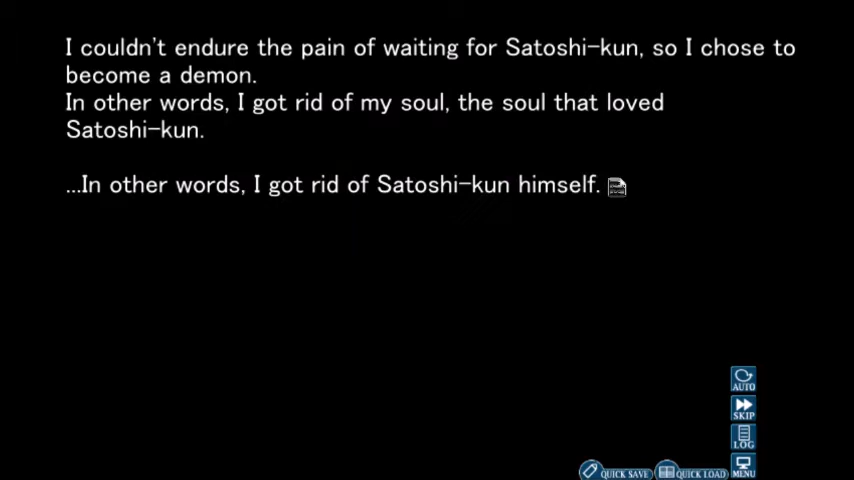 I couldn't endure the pain of waiting for Satoshi-kun, so I chose to
become a demon.
In other words, I got rid of my soul, the soul that loved
Satoshi-kun.
...In other words, I got rid of Satoshi-kun himself.
AUTO
SKIP
LOG
MENU
QUICK SAVE
QUICK LOAD